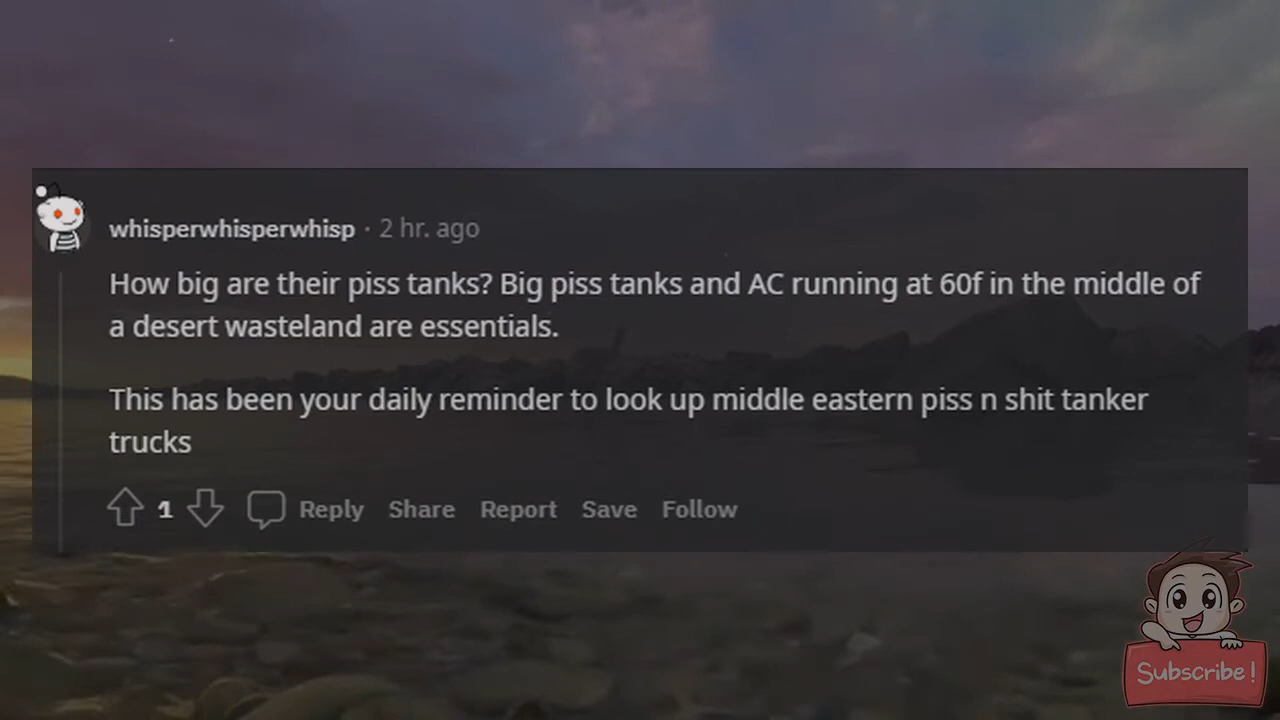 whisperwhisperwhisp · 2 hr. ago
How big are their piss tanks? Big piss tanks and AC running at 60f in the middle of
a desert wasteland are essentials.
This has been your daily reminder to look up middle eastern piss n shit tanker
trucks
1 Reply Share Report Save Follow
Subscribe!